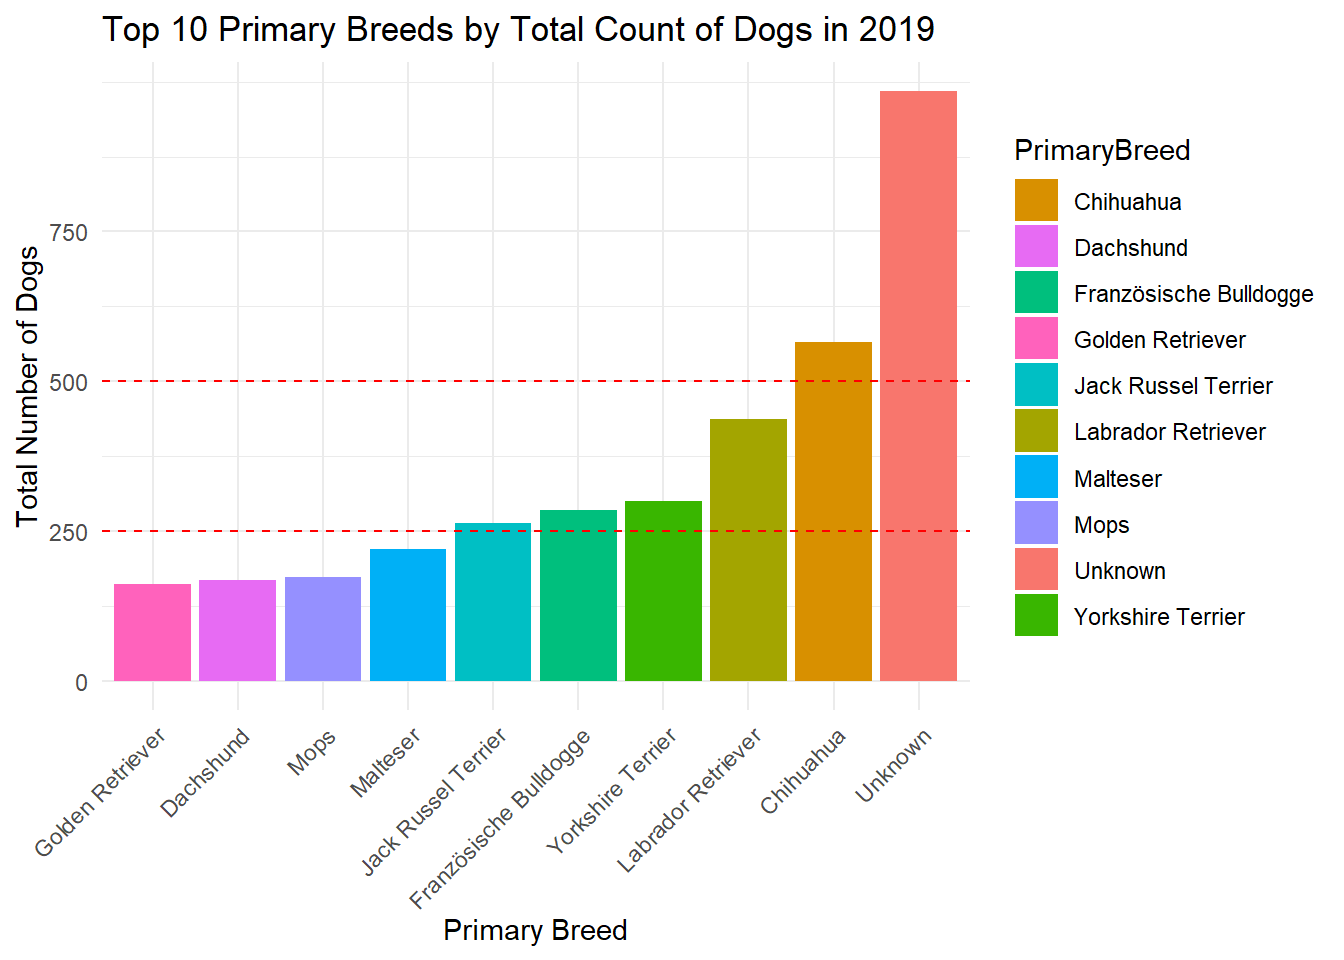 Top 10 Primary Breeds by Total Count of Dogs in 2019
Total Number of Dogs
750
500
250
0
Golden Retriever
Dachshund
Mops
Malteser
Jack Russel Terrier
Französische Bulldogge
Yorkshire Terrier
Labrador Retriever
Chihuahua
Unknown
Primary Breed
PrimaryBreed
Chihuahua
Dachshund
Französische Bulldogge
Golden Retriever
Jack Russel Terrier
Labrador Retriever
Malteser
Mops
Unknown
Yorkshire Terrier